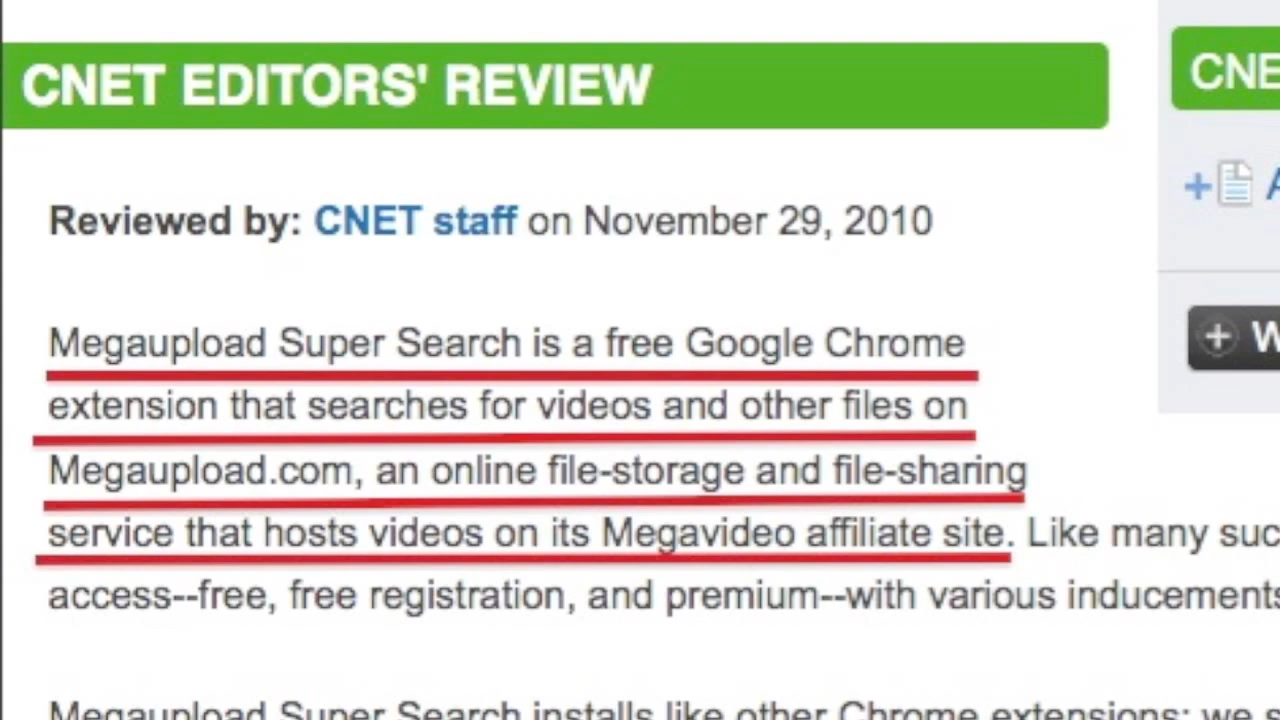 CNET EDITORS' REVIEW
Reviewed by: CNET staff on November 29, 2010
Megaupload Super Search is a free Google Chrome
extension that searches for videos and other files on
Megaupload.com, an online file-storage and file-sharing
service that hosts videos on its Megavideo affiliate site. Like many suc
access--free, free registration, and premium--with various inducements
Megaupload Super Search installs like other Chrome extensions; we s
CNE
+ A
+ W